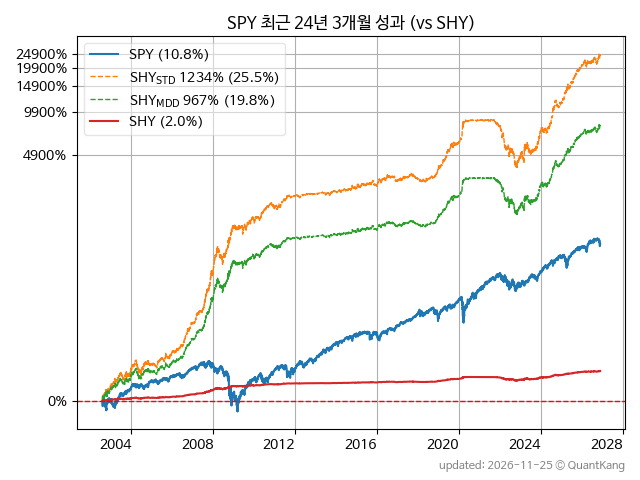 SPY 최근 24년 3개월 성과 (vs SHY)
24900%
19900%
14900%
9900%
4900%
0%
SPY (10.8%)
SHYSTD 1234% (25.5%)
SHYMDD 967% (19.8%)
SHY (2.0%)
2004 2008 2012 2016 2020 2024 2028
updated: 2026-11-25 © QuantKang